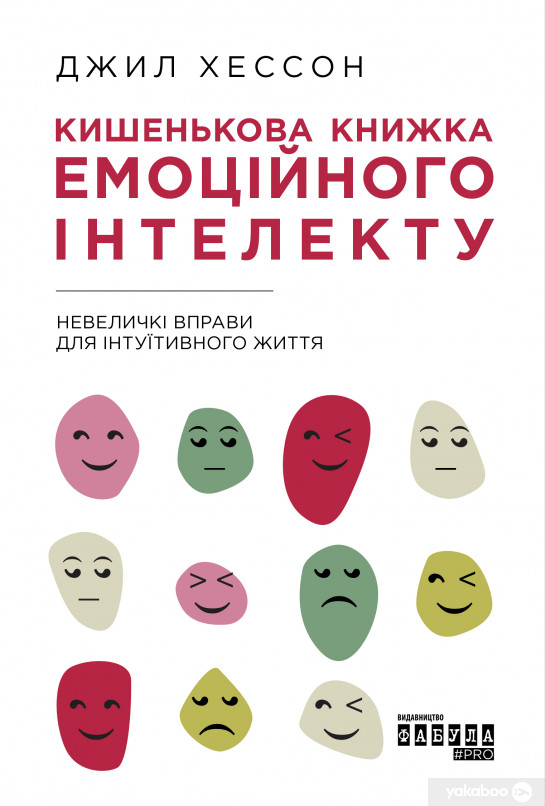 ДЖИЛ ХЕССОН
КИШЕНЬКОВА КНИЖКА
ЕМОЦІЙНОГО
ІНТЕЛЕКТУ
НЕВЕЛИЧКІ ВПРАВИ
ДЛЯ ІНТУЇТИВНОГО ЖИТТЯ
ВИДАВНИЦТВО
ФАБУЛА
#PRO
yakaboo